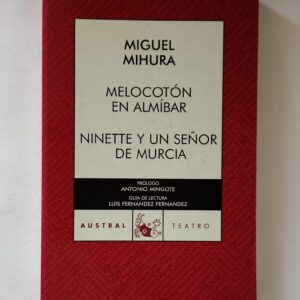 MIGUEL
MIHURA
MELOCOTÓN
EN ALMÍBAR
NINETTE Y UN SEÑOR
DE MURCIA
PRÓLOGO
ANTONIO MINGOTE
GUÍA DE LECTURA
LUIS FERNÁNDEZ FERNÁNDEZ
AUSTRAL TEATRO